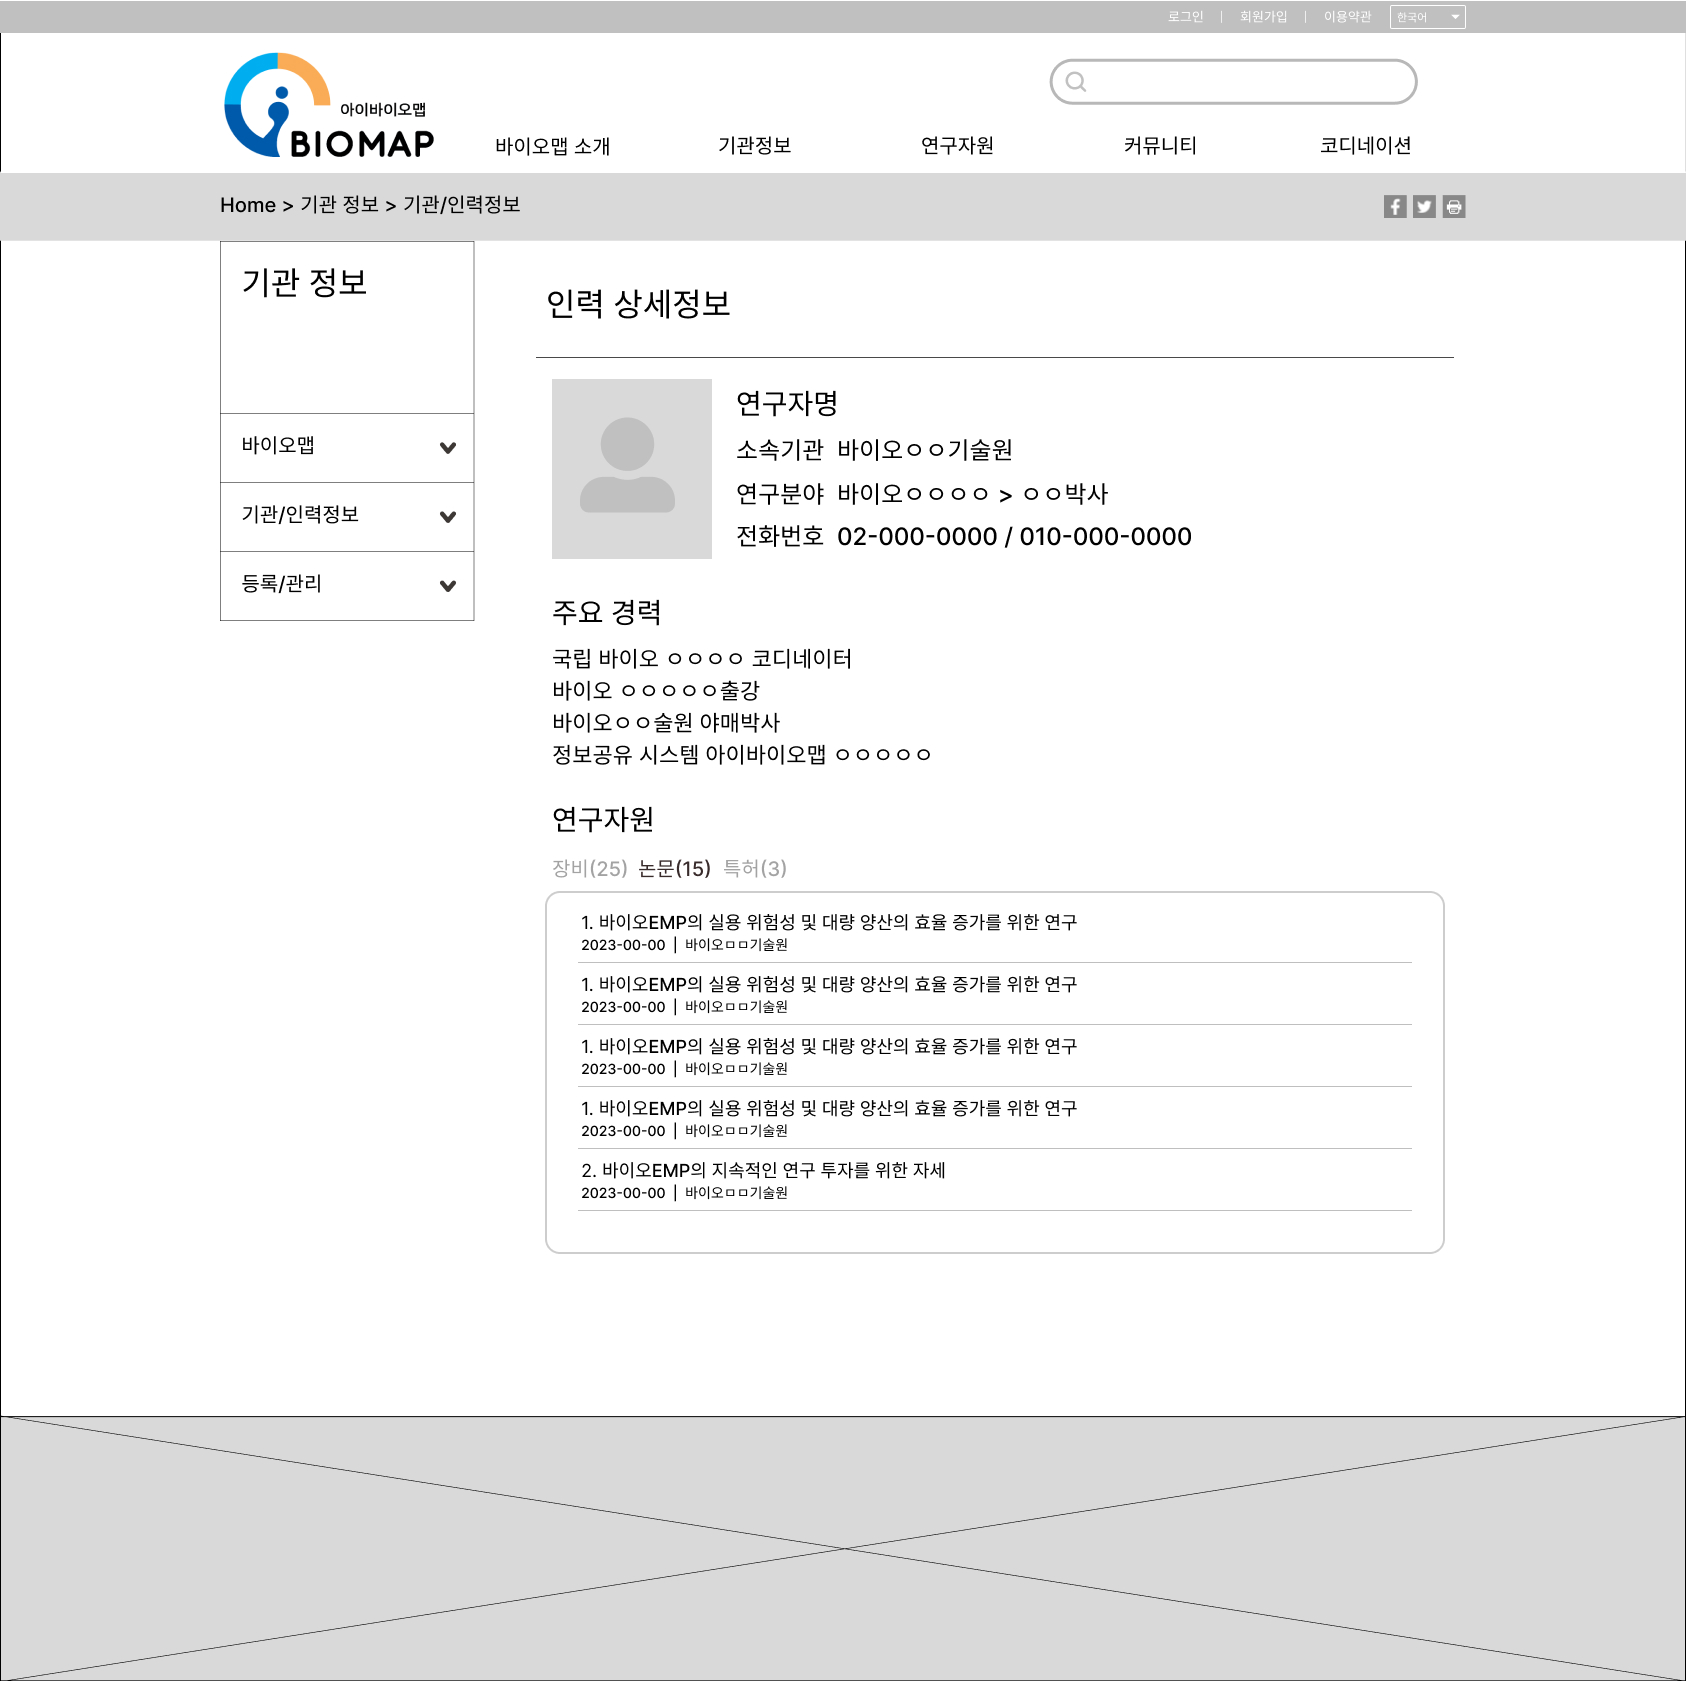 로그인 | 회원가입 | 이용약관 한국어
아이바이오맵
BIOMAP
바이오맵 소개 기관정보 연구자원 커뮤니티 코디네이션
Home > 기관 정보 > 기관/인력정보
기관 정보
바이오맵
기관/인력정보
등록/관리
인력 상세정보
연구자명
소속기관 바이오ㅇㅇ기술원
연구분야 바이오ㅇㅇㅇㅇ > ㅇㅇ박사
전화번호 02-000-0000 / 010-000-0000
주요 경력
국립 바이오 ㅇㅇㅇㅇ 코디네이터
바이오 ㅇㅇㅇㅇㅇ출강
바이오ㅇㅇ술원 야매박사
정보공유 시스템 아이바이오맵 ㅇㅇㅇㅇㅇ
연구자원
장비(25) 논문(15) 특허(3)
1. 바이오EMP의 실용 위험성 및 대량 양산의 효율 증가를 위한 연구
2023-00-00 | 바이오ㅁㅁ기술원
1. 바이오EMP의 실용 위험성 및 대량 양산의 효율 증가를 위한 연구
2023-00-00 | 바이오ㅁㅁ기술원
1. 바이오EMP의 실용 위험성 및 대량 양산의 효율 증가를 위한 연구
2023-00-00 | 바이오ㅁㅁ기술원
1. 바이오EMP의 실용 위험성 및 대량 양산의 효율 증가를 위한 연구
2023-00-00 | 바이오ㅁㅁ기술원
2. 바이오EMP의 지속적인 연구 투자를 위한 자세
2023-00-00 | 바이오ㅁㅁ기술원